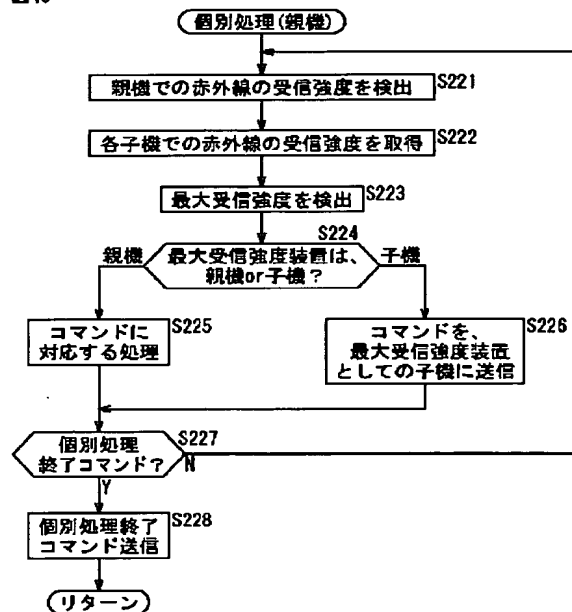 個別処理(親機)
親機での赤外線の受信強度を検出
S221
各子機での赤外線の受信強度を取得
S222
最大受信強度を検出
S223
S224
親機
最大受信強度装置は、
親機or子機?
子機
コマンドに
対応する処理
S225
コマンドを、
最大受信強度装置
としての子機に送信
S226
個別処理
終了コマンド?
S227
N
Y
個別処理終了
コマンド送信
S228
リターン